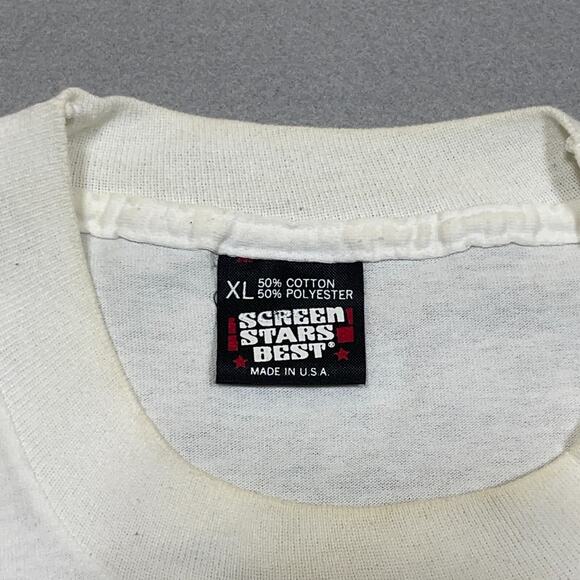 XL 50% COTTON
50% POLYESTER
SCREEN
STARS
BEST®
MADE IN U.S.A.